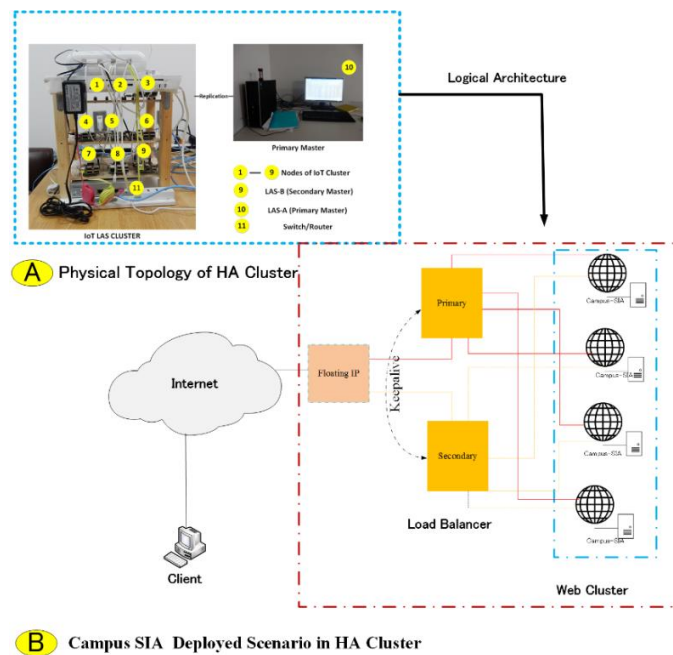 1 2 3
4 5 6
7 8 9
11
IoT LAS CLUSTER
Replication
10
Primary Master
1 — 9 Nodes of IoT Cluster
9 LAS-B (Secondary Master)
10 LAS-A (Primary Master)
11 Switch/Router
Logical Architecture
A Physical Topology of HA Cluster
Internet
Client
Floating IP
Keepalive
Primary
Secondary
Load Balancer
Campus-SIA
Campus-SIA
Campus-SIA
Campus-SIA
Web Cluster
B Campus SIA Deployed Scenario in HA Cluster